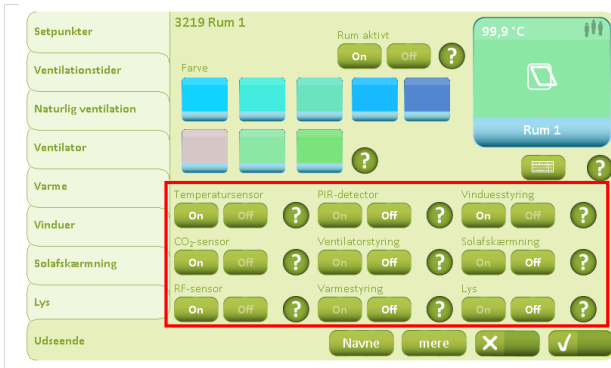 Setpunkter
Ventilationstider
Naturlig ventilation
Ventilator
Varme
Vinduer
Solafskærmning
Lys
Udseende
3219 Rum 1
Rum aktivt
On Off ?
Farve
?
99,9 °C
Rum 1
?
Temperatursensor PIR-detector Vinduesstyring
On Off ? On Off ? On Off ?
CO₂-sensor Ventilatorstyring Solafskærmning
On Off ? On Off ? On Off ?
RF-sensor Varmestyring Lys
On Off ? On Off ? On Off ?
Navne mere